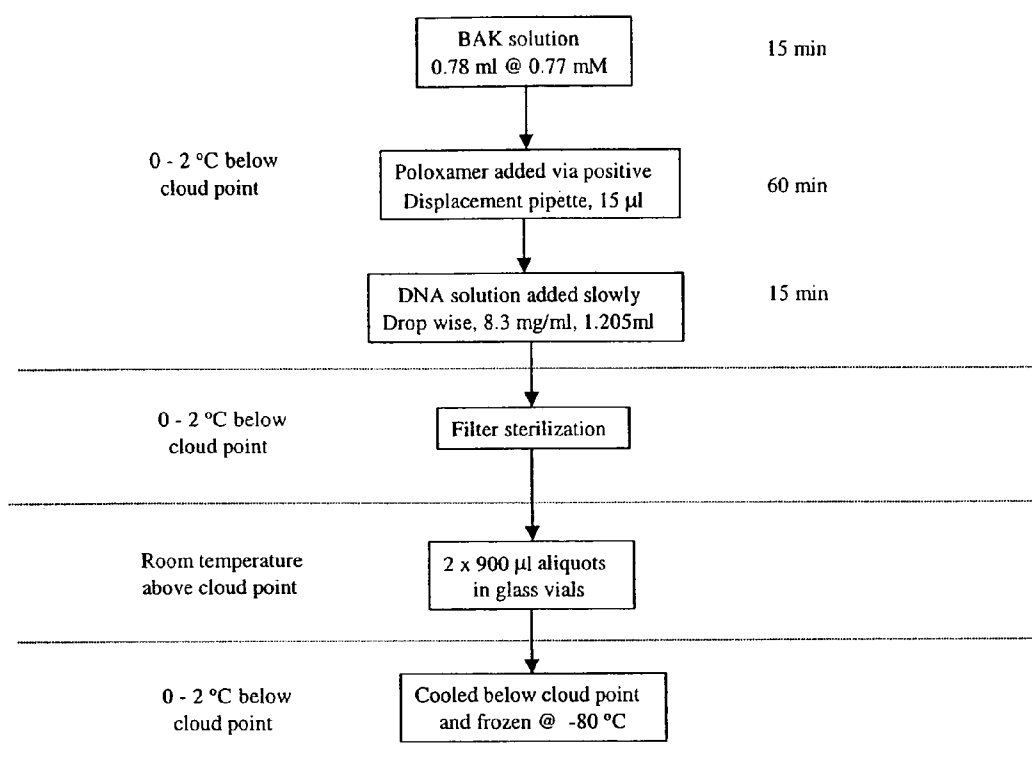 BAK solution
0.78 ml @ 0.77 mM
15 min
0 - 2 °C below
cloud point
Poloxamer added via positive
Displacement pipette, 15 µl
60 min
DNA solution added slowly
Drop wise, 8.3 mg/ml, 1.205ml
15 min
0 - 2 °C below
cloud point
Filter sterilization
Room temperature
above cloud point
2 x 900 µl aliquots
in glass vials
0 - 2 °C below
cloud point
Cooled below cloud point
and frozen @ -80 °C